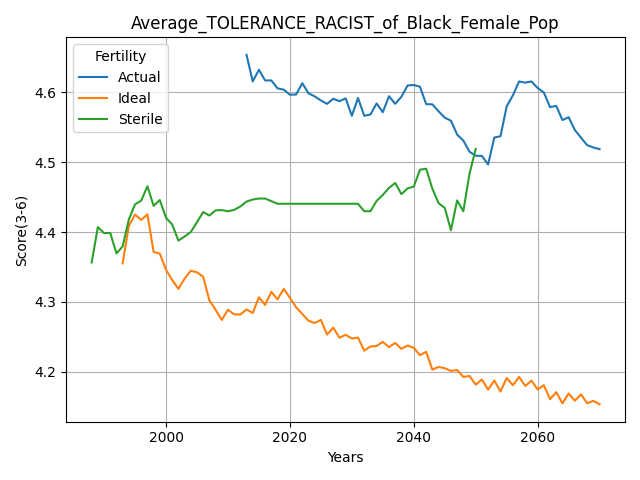 Average_TOLERANCE_RACIST_of_Black_Female_Pop
Fertility
Actual
Ideal
Sterile
Score(3-6)
4.6
4.5
4.4
4.3
4.2
2000 2020 2040 2060
Years